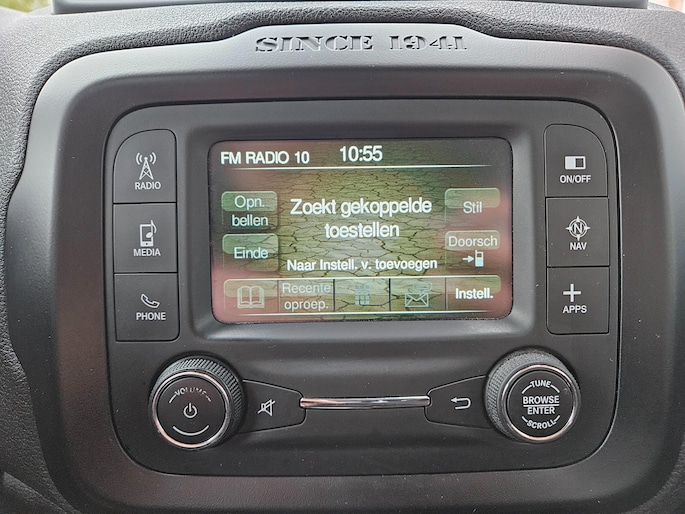 SINCE 1941
FM RADIO 10 10:55
Opn.
bellen
Zoekt gekoppelde
toestellen
Stil
Einde
Doorsch
Naar Instell. v. toevoegen
Recente
oproep.
Instell.
RADIO
MEDIA
PHONE
ON/OFF
N
NAV
APPS
VOLUME
TUNE
BROWSE
ENTER
SCROLL